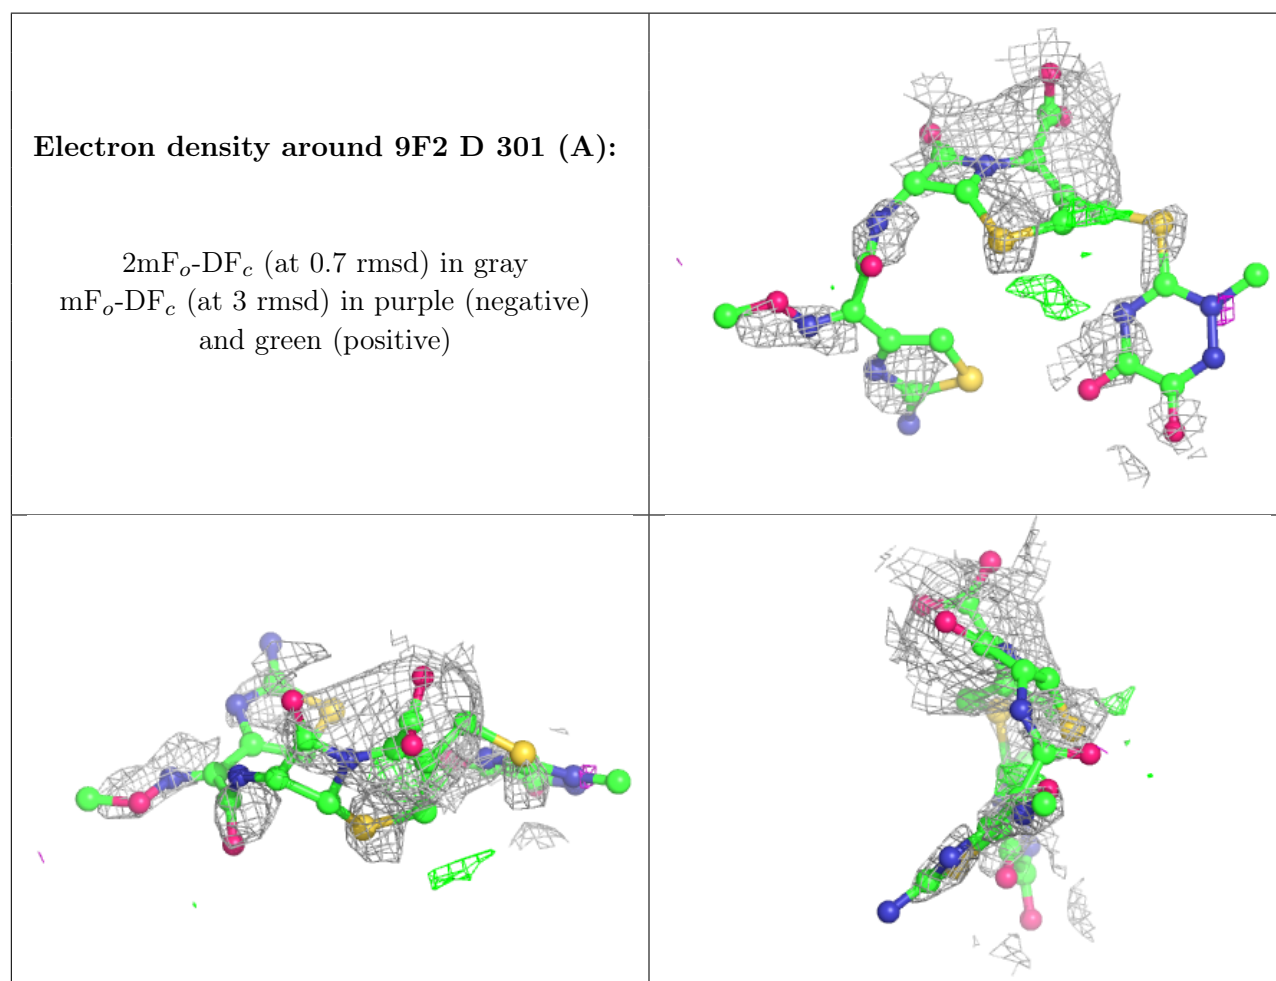 Electron density around 9F2 D 301 (A):
2mFo-DFc (at 0.7 rmsd) in gray
mFo-DFc (at 3 rmsd) in purple (negative)
and green (positive)